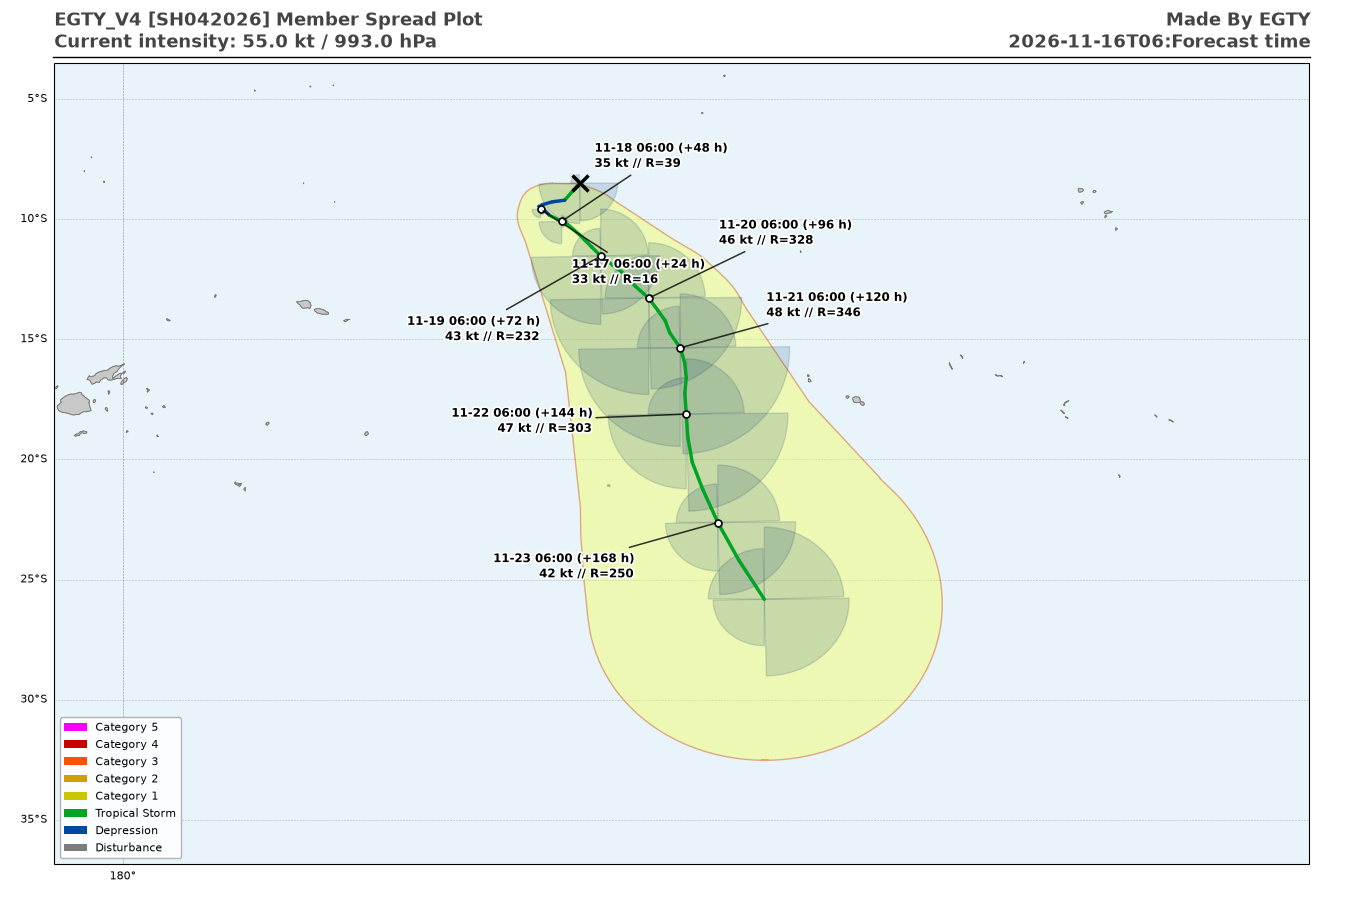 EGTY_V4 [SH042026] Member Spread Plot
Made By EGTY
Current intensity: 55.0 kt / 993.0 hPa
2026-11-16T06:Forecast time
5°S
10°S
15°S
20°S
25°S
30°S
35°S
180°
11-18 06:00 (+48 h)
35 kt // R=39
11-20 06:00 (+96 h)
46 kt // R=328
11-17 06:00 (+24 h)
33 kt // R=16
11-21 06:00 (+120 h)
48 kt // R=346
11-19 06:00 (+72 h)
43 kt // R=232
11-22 06:00 (+144 h)
47 kt // R=303
11-23 06:00 (+168 h)
42 kt // R=250
Category 5
Category 4
Category 3
Category 2
Category 1
Tropical Storm
Depression
Disturbance